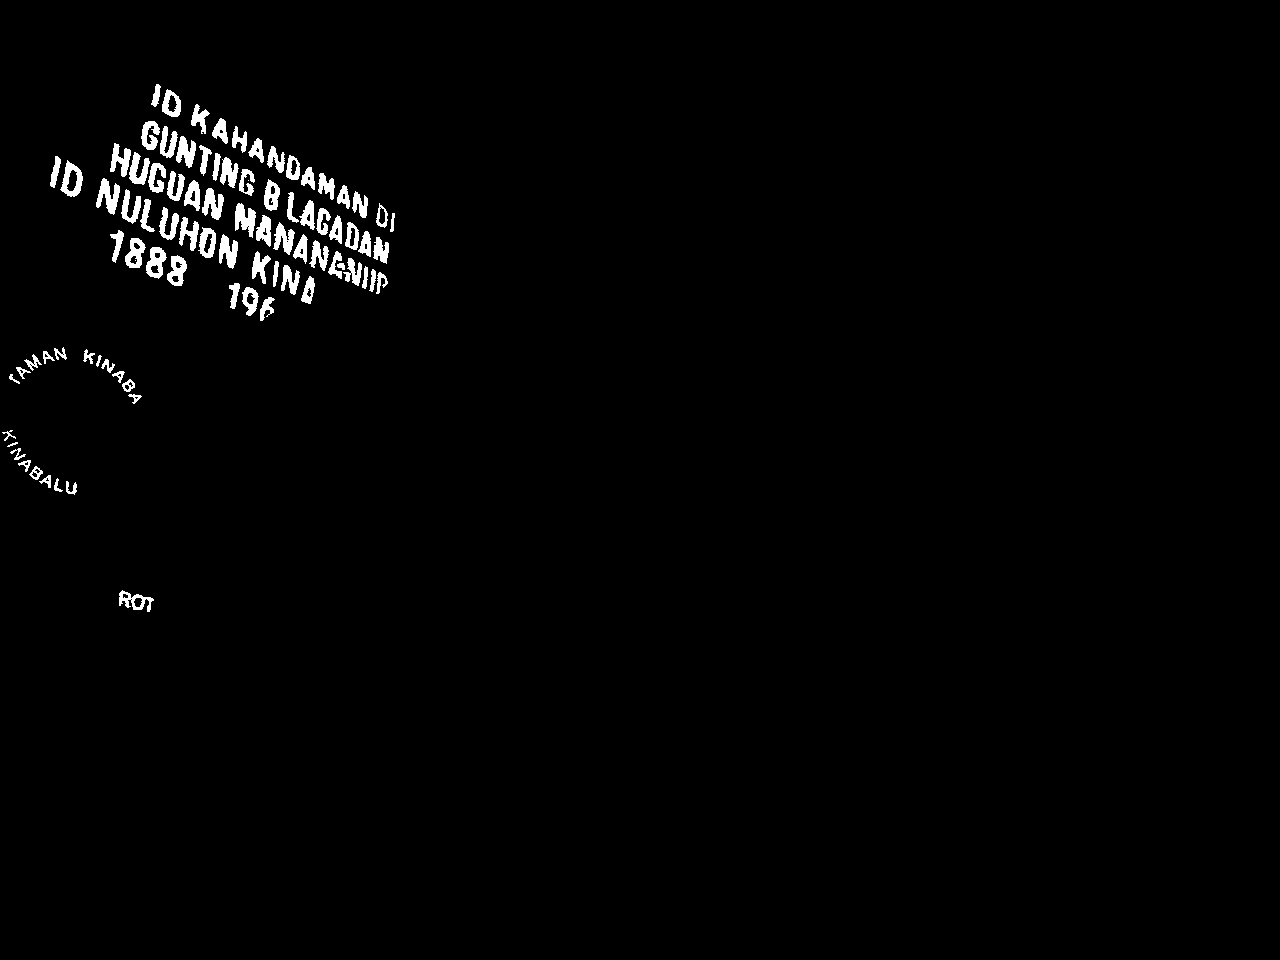 ID KAHANDAMAN DI
GUNTING B LAGADAN
HUGUAN MANANANIIP
ID NULUHON KINA
1888 196
TAMAN KINABA
KINABALU
ROT